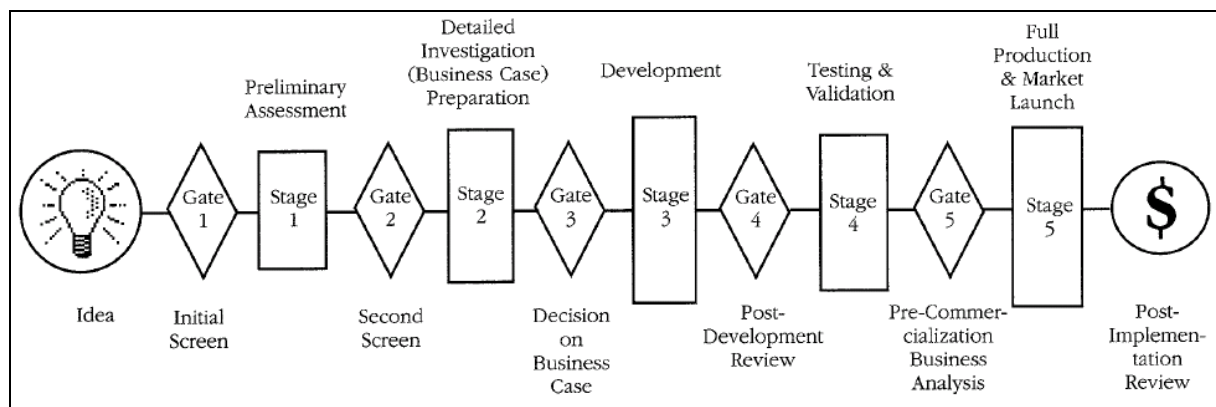 Preliminary
Assessment
Detailed
Investigation
(Business Case)
Preparation
Development
Testing &
Validation
Full
Production
& Market
Launch
Gate
1
Stage
1
Gate
2
Stage
2
Gate
3
Stage
3
Gate
4
Stage
4
Gate
5
Stage
5
$
Idea
Initial
Screen
Second
Screen
Decision
on
Business
Case
Post-
Development
Review
Pre-Commer-
cialization
Business
Analysis
Post-
Implemen-
tation
Review